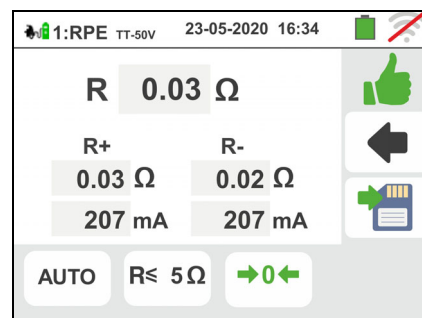 1:RPE TT-50V 23-05-2020 16:34
R 0.03 Ω
R+ R-
0.03 Ω 0.02 Ω
207 mA 207 mA
AUTO R≤ 5Ω 0